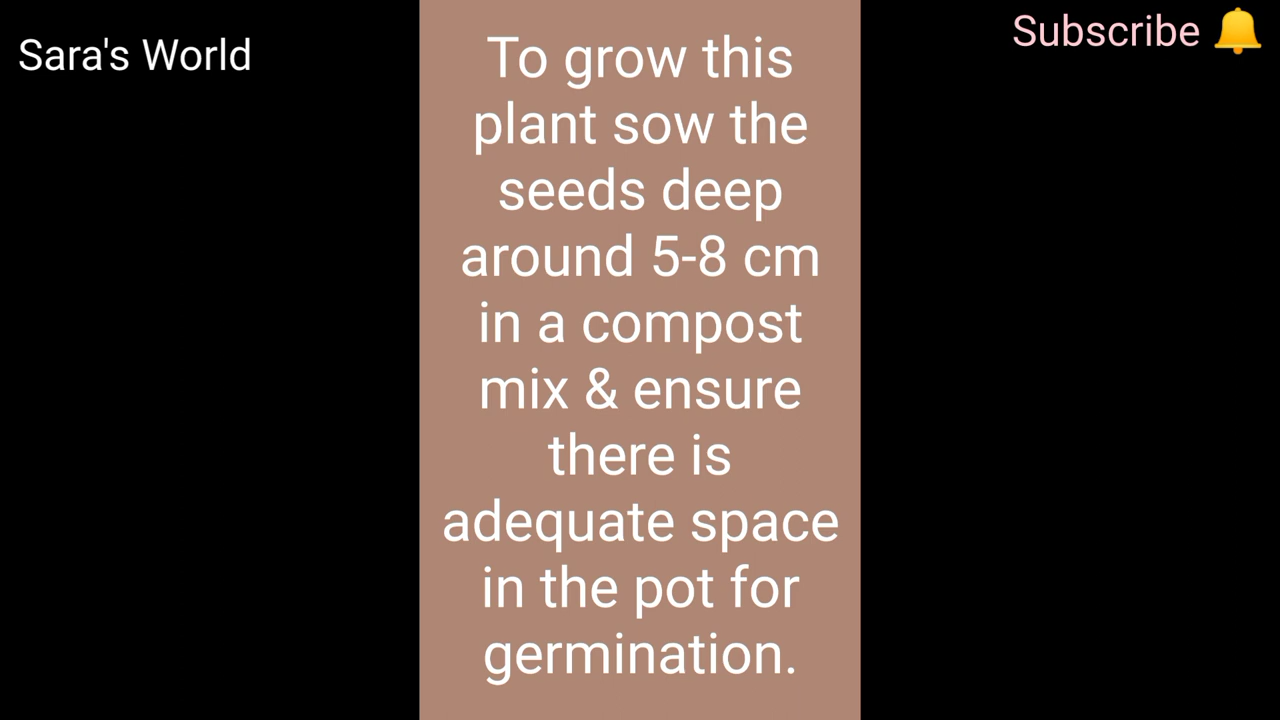 Sara's World
Subscribe 🔔
To grow this
plant sow the
seeds deep
around 5-8 cm
in a compost
mix & ensure
there is
adequate space
in the pot for
germination.